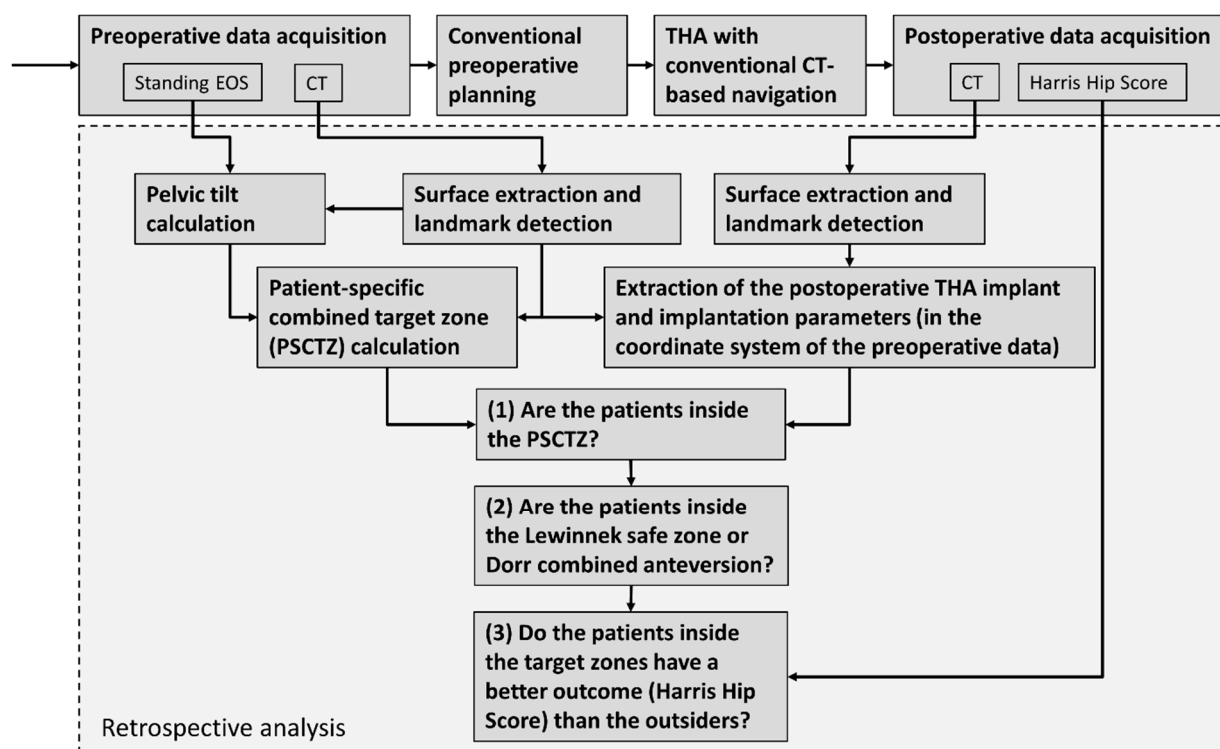 Preoperative data acquisition
Standing EOS
CT
Conventional
preoperative
planning
THA with
conventional CT-
based navigation
Postoperative data acquisition
CT
Harris Hip Score
Pelvic tilt
calculation
Surface extraction and
landmark detection
Surface extraction and
landmark detection
Patient-specific
combined target zone
(PSCTZ) calculation
Extraction of the postoperative THA implant
and implantation parameters (in the
coordinate system of the preoperative data)
(1) Are the patients inside
the PSCTZ?
(2) Are the patients inside
the Lewinnek safe zone or
Dorr combined anteversion?
(3) Do the patients inside
the target zones have a
better outcome (Harris Hip
Score) than the outsiders?
Retrospective analysis